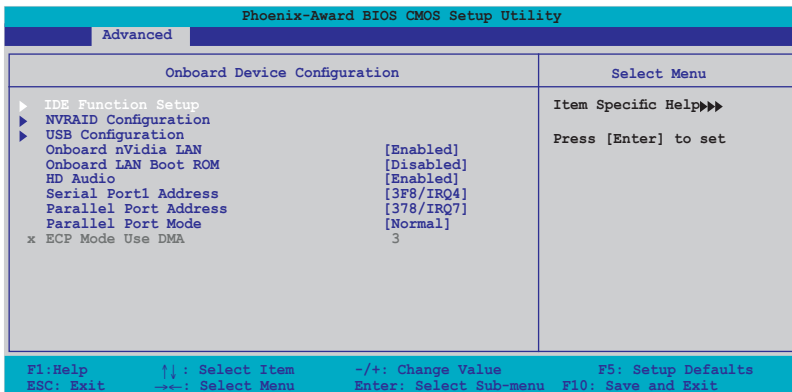 Phoenix-Award BIOS CMOS Setup Utility
Advanced
Onboard Device Configuration
Select Menu
IDE Function Setup
NVRAID Configuration
USB Configuration
Onboard nVidia LAN [Enabled]
Onboard LAN Boot ROM [Disabled]
HD Audio [Enabled]
Serial Port1 Address [3F8/IRQ4]
Parallel Port Address [378/IRQ7]
Parallel Port Mode [Normal]
x ECP Mode Use DMA 3
Item Specific Help
Press [Enter] to set
F1:Help ↑↓ : Select Item -/+: Change Value F5: Setup Defaults
ESC: Exit →←: Select Menu Enter: Select Sub-menu F10: Save and Exit